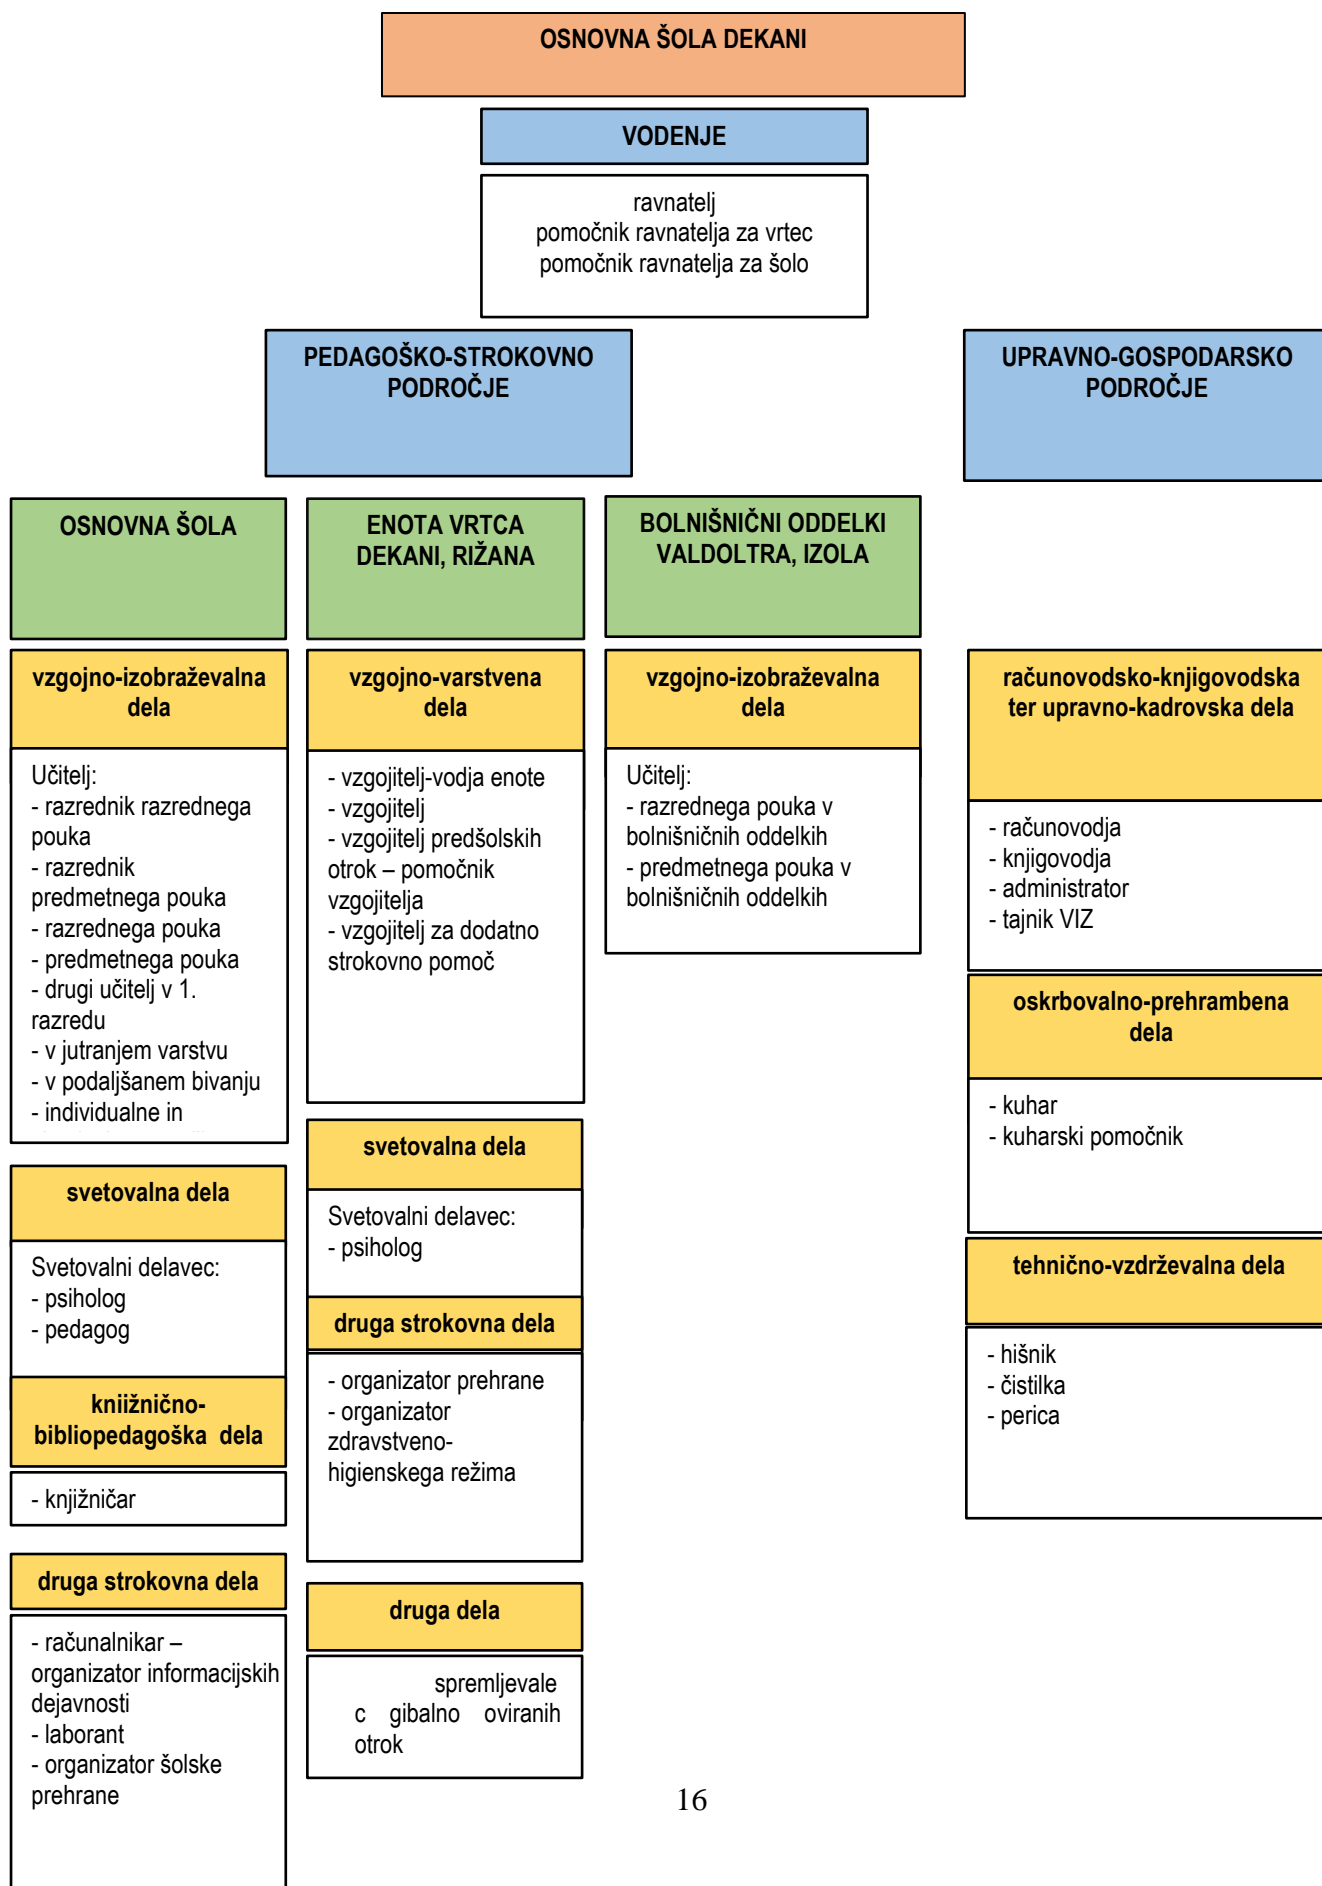 OSNOVNA ŠOLA DEKANI
VODENJE
ravnatelj
pomočnik ravnatelja za vrtec
pomočnik ravnatelja za šolo
PEDAGOŠKO-STROKOVNO
PODROČJE
UPRAVNO-GOSPODARSKO
PODROČJE
OSNOVNA ŠOLA
vzgojno-izobraževalna
dela
Učitelj:
- razrednik razrednega
pouka
- razrednik
predmetnega pouka
- razrednega pouka
- predmetnega pouka
- drugi učitelj v 1.
razredu
- v jutranjem varstvu
- v podaljšanem bivanju
- individualne in
svetovalna dela
Svetovalni delavec:
- psiholog
- pedagog
kniižnično-
bibliopedagoška dela
- knjižničar
druga strokovna dela
- računalnikar –
organizator informacijskih
dejavnosti
- laborant
- organizator šolske
prehrane
ENOTA VRTCA
DEKANI, RIŽANA
vzgojno-varstvena
dela
- vzgojitelj-vodja enote
- vzgojitelj
- vzgojitelj predšolskih
otrok – pomočnik
vzgojitelja
- vzgojitelj za dodatno
strokovno pomoč
svetovalna dela
Svetovalni delavec:
- psiholog
druga strokovna dela
- organizator prehrane
- organizator
zdravstveno-
higienskega režima
druga dela
spremljevale
c gibalno oviranih
otrok
BOLNIŠNIČNI ODDELKI
VALDOLTRA, IZOLA
vzgojno-izobraževalna
dela
Učitelj:
- razrednega pouka v
bolnišničnih oddelkih
- predmetnega pouka v
bolnišničnih oddelkih
računovodsko-knjigovodska
ter upravno-kadrovska dela
- računovodja
- knjigovodja
- administrator
- tajnik VIZ
oskrbovalno-prehrambena
dela
- kuhar
- kuharski pomočnik
tehnično-vzdrževalna dela
- hišnik
- čistilka
- perica
16